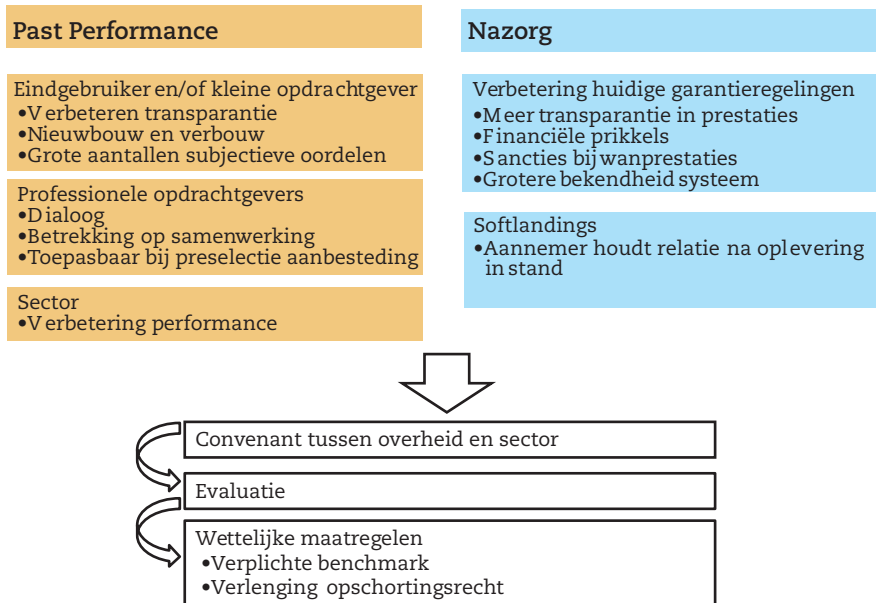 Past Performance
Eindgebruiker en/of kleine opdrachtgever
•Verbeteren transparantie
•Nieuwbouw en verbouw
•Grote aantallen subjectieve oordelen
Professionele opdrachtgevers
•Dialoog
•Betrekking op samenwerking
•Toepasbaar bij preselectie aanbesteding
Sector
•Verbetering performance
Nazorg
Verbetering huidige garantieregelingen
•Meer transparantie in prestaties
•Financiële prikkels
•Sancties bij wanprestaties
•Grotere bekendheid systeem
Softlandings
•Aannemer houdt relatie na oplevering
in stand
Convenant tussen overheid en sector
Evaluatie
Wettelijke maatregelen
•Verplichte benchmark
•Verlenging opschortingsrecht